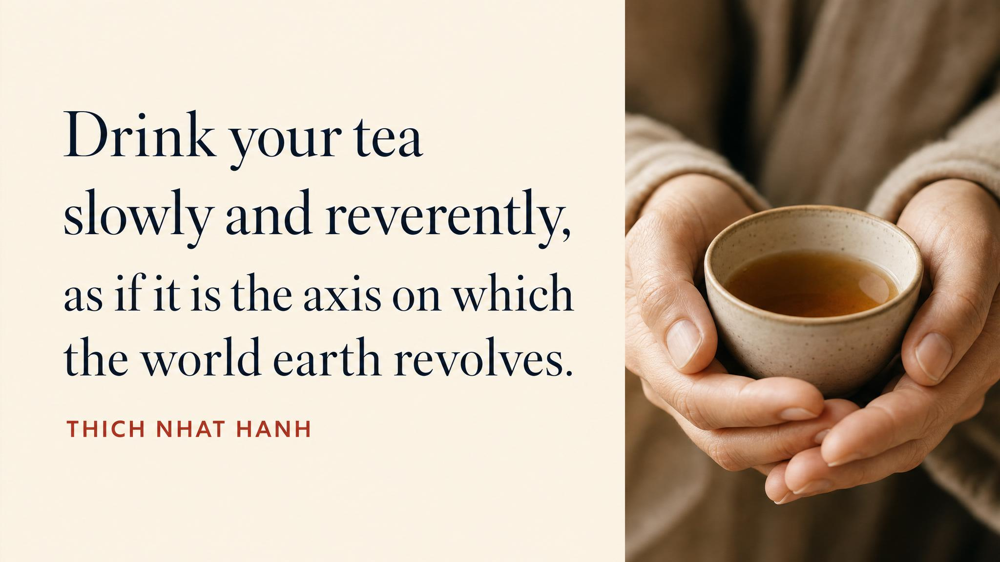 Drink your tea
slowly and reverently,
as if it is the axis on which
the world earth revolves.
THICH NHAT HANH